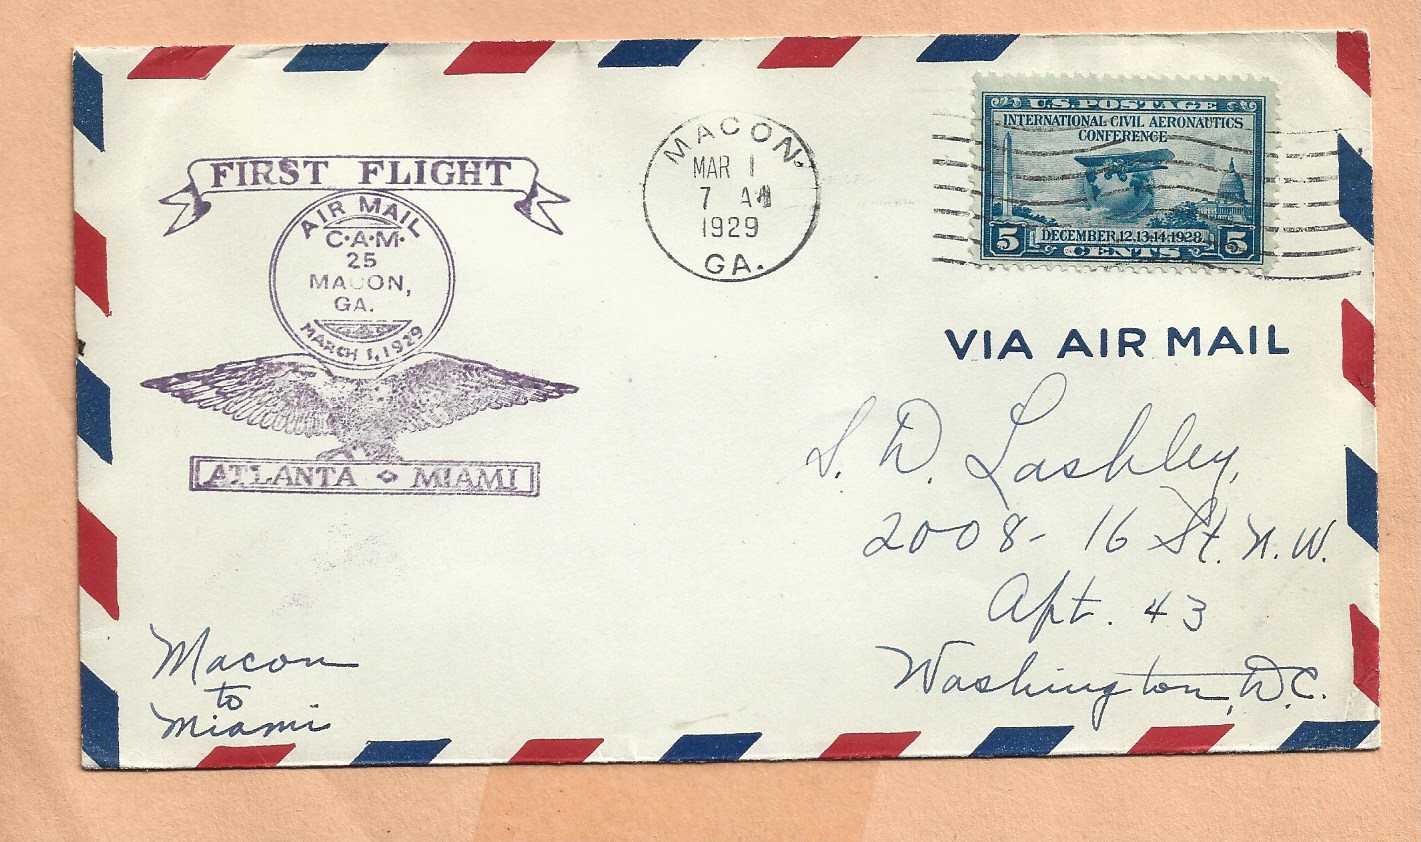 FIRST FLIGHT
AIR MAIL
C·A·M·
25
MACON,
GA.
MARCH 1, 1929
ATLANTA MIAMI
MACON
MAR 1
7 AM
1929
GA.
U.S. POSTAGE
INTERNATIONAL CIVIL AERONAUTICS
CONFERENCE
DECEMBER 12,13,14·1928
5 CENTS 5
VIA AIR MAIL
S. D. Lashley,
2008- 16 St. N.W.
Apt. 43
Washington, D.C.
Macon
to
Miami